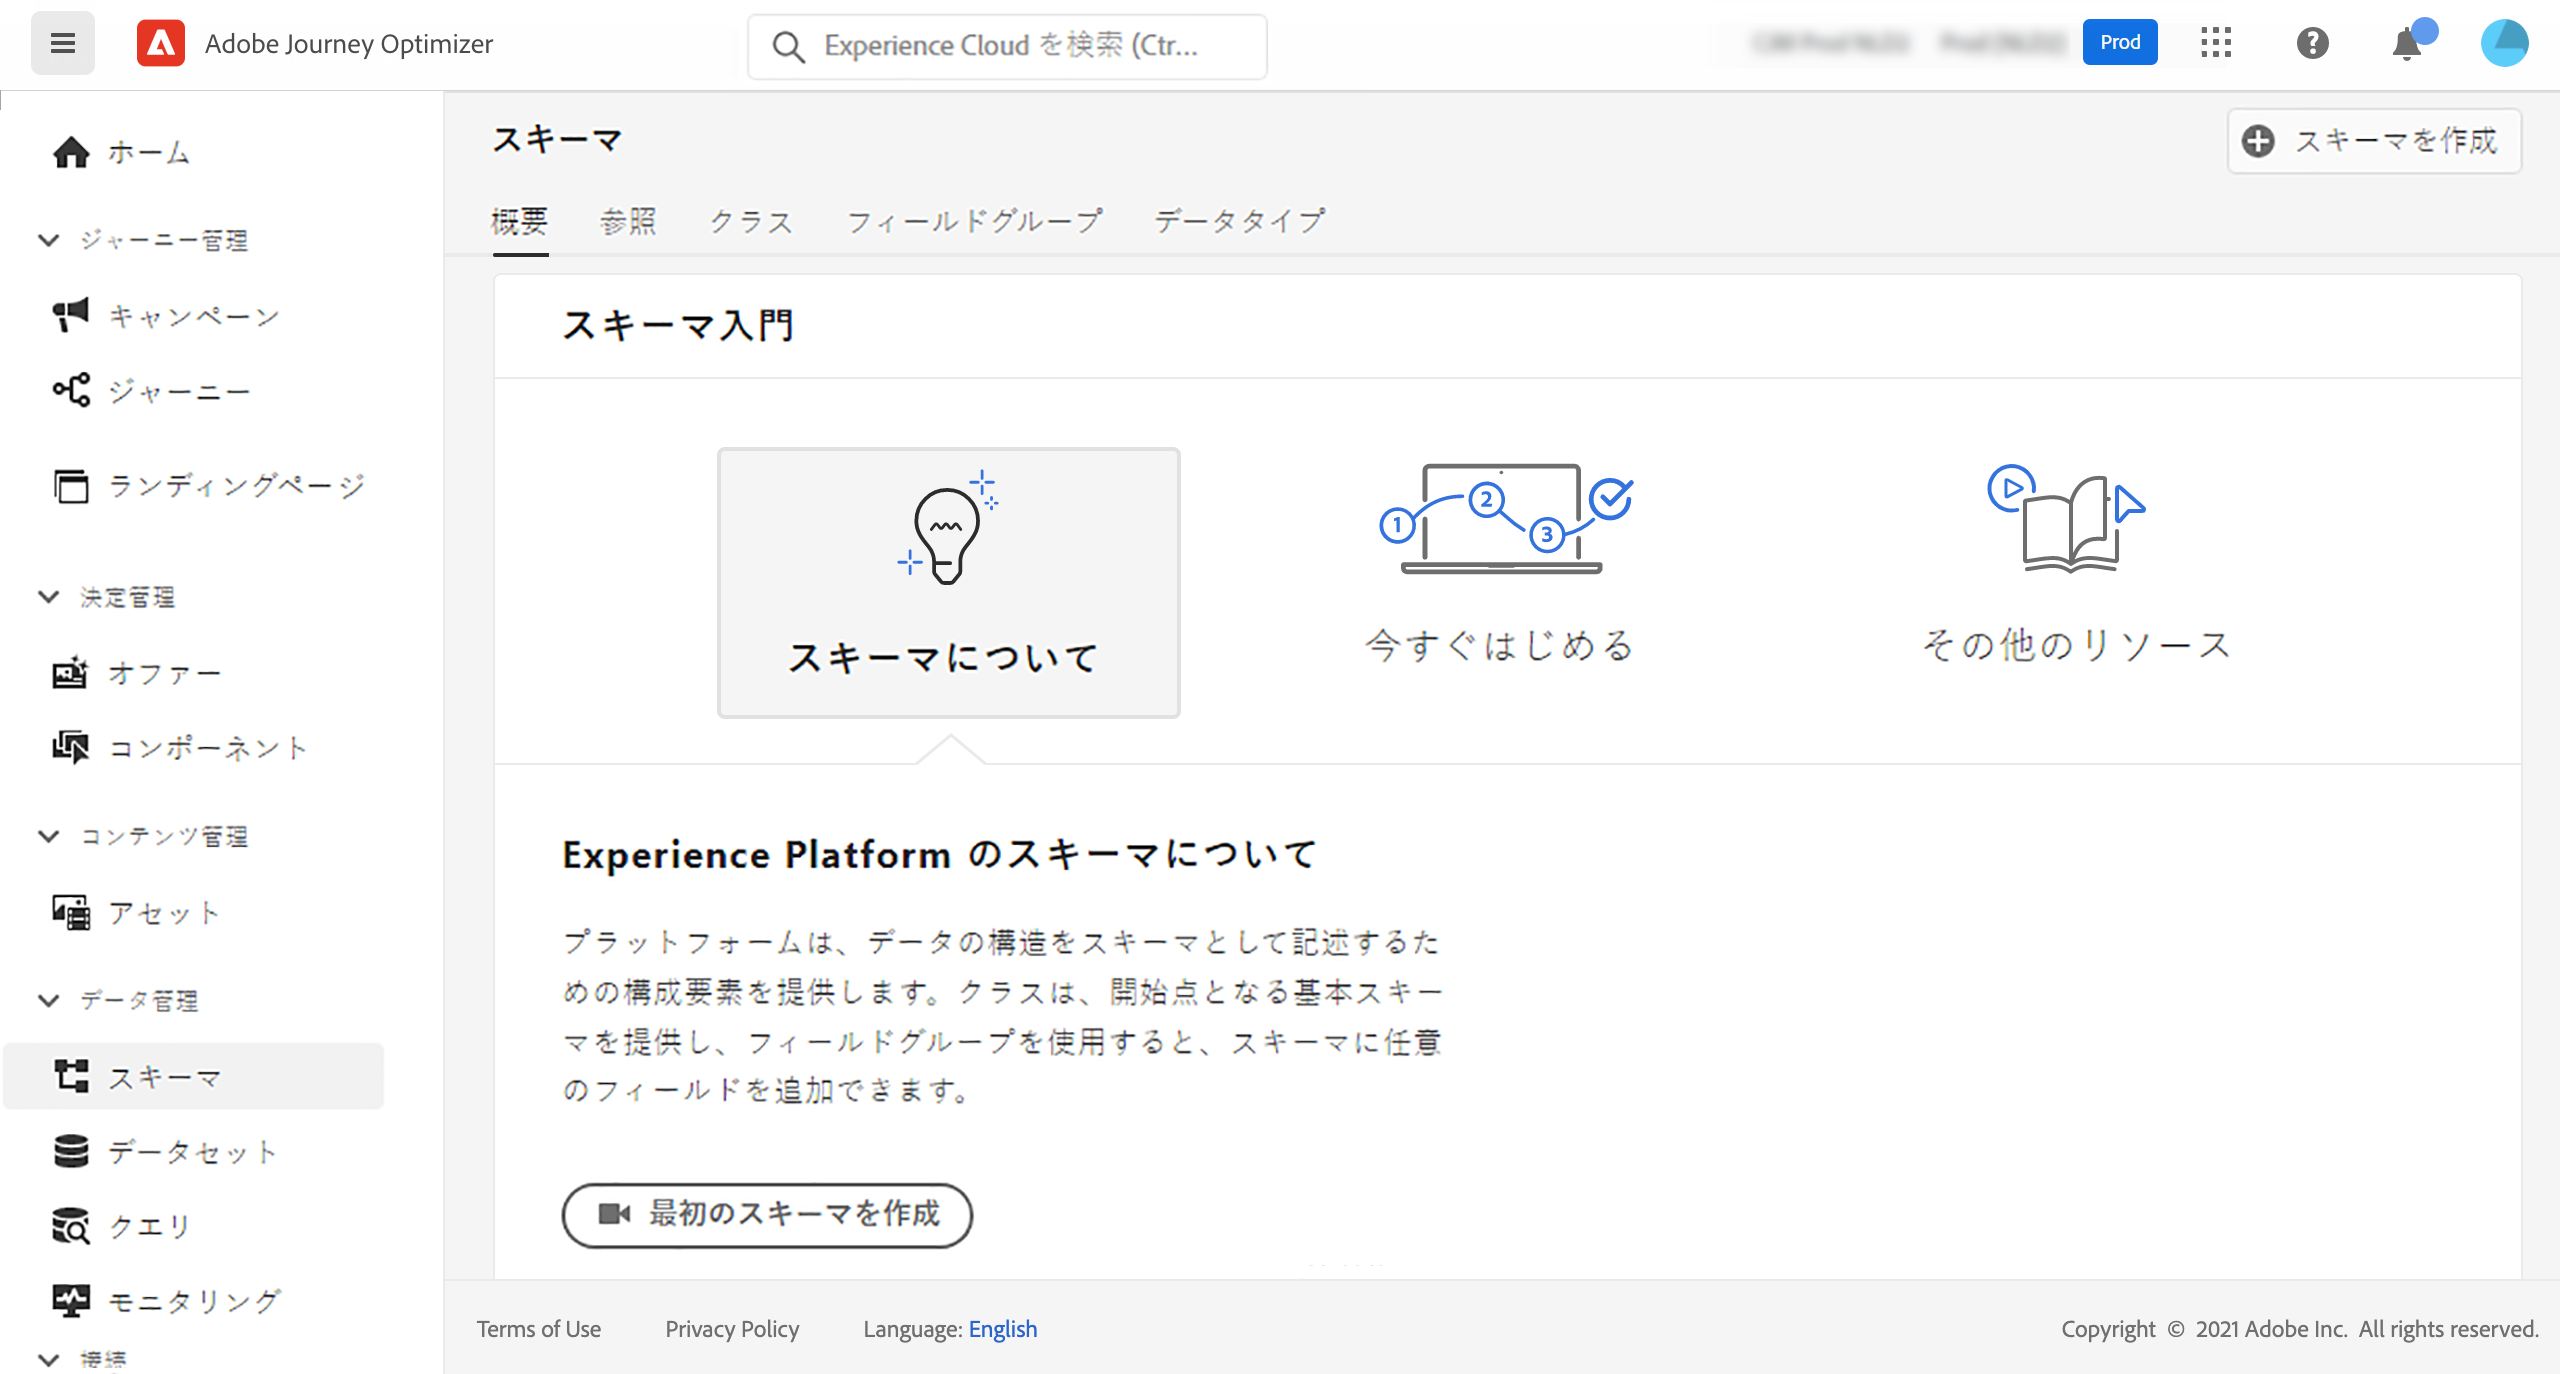 Adobe Journey Optimizer
Experience Cloud を検索 (Ctr...
Prod
ホーム
ジャーニー管理
キャンペーン
ジャーニー
ランディングページ
決定管理
オファー
コンポーネント
コンテンツ管理
アセット
データ管理
スキーマ
データセット
クエリ
モニタリング
接続
スキーマ
スキーマを作成
概要 参照 クラス フィールドグループ データタイプ
スキーマ入門
スキーマについて
1 2 3
今すぐはじめる
その他のリソース
Experience Platform のスキーマについて
プラットフォームは、データの構造をスキーマとして記述するた
めの構成要素を提供します。クラスは、開始点となる基本スキー
マを提供し、フィールドグループを使用すると、スキーマに任意
のフィールドを追加できます。
最初のスキーマを作成
Terms of Use Privacy Policy Language: English
Copyright © 2021 Adobe Inc. All rights reserved.